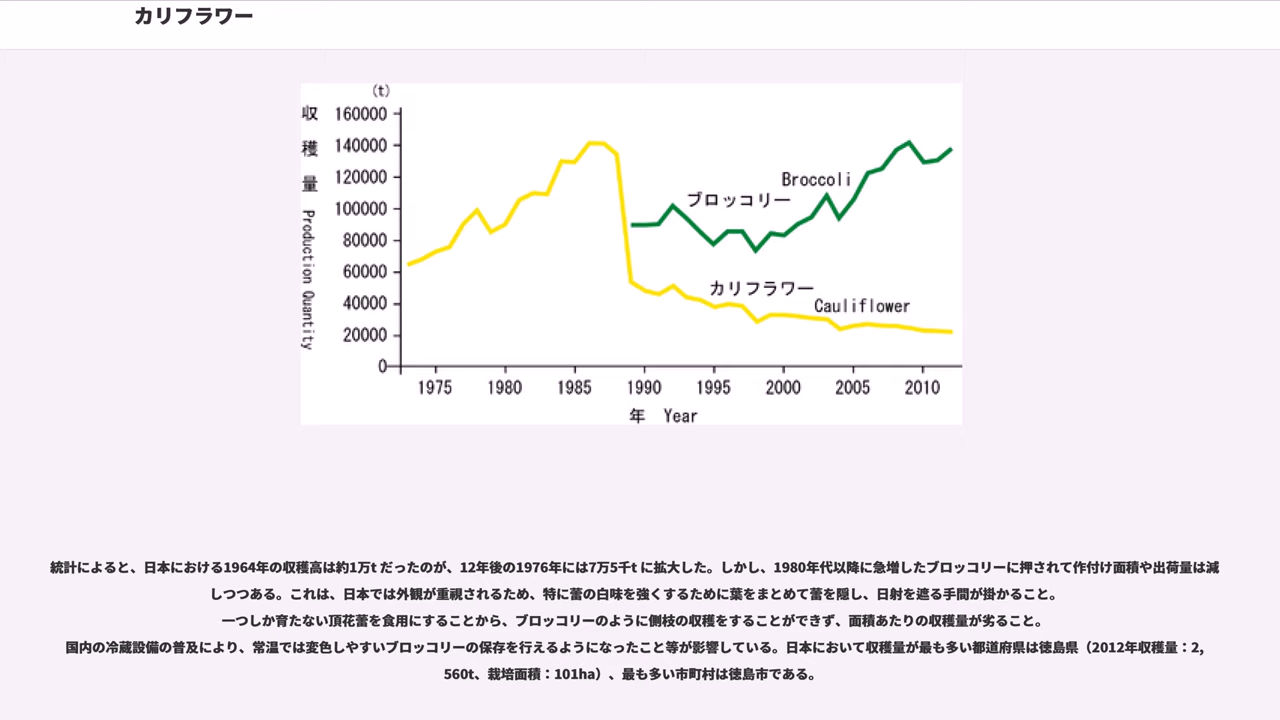 カリフラワー
(t)
収穫量 Production Quantity
160000
140000
120000
100000
80000
60000
40000
20000
0
Broccoli
ブロッコリー
カリフラワー
Cauliflower
1975 1980 1985 1990 1995 2000 2005 2010
年 Year
統計によると、日本における1964年の収穫高は約1万t だったのが、12年後の1976年には7万5千t に拡大した。しかし、1980年代以降に急増したブロッコリーに押されて作付け面積や出荷量は減
しつつある。これは、日本では外観が重視されるため、特に蕾の白味を強くするために葉をまとめて蕾を隠し、日射を遮る手間が掛かること。
一つしか育たない頂花蕾を食用にすることから、ブロッコリーのように側枝の収穫をすることができず、面積あたりの収穫量が劣ること。
国内の冷蔵設備の普及により、常温では変色しやすいブロッコリーの保存を行えるようになったこと等が影響している。日本において収穫量が最も多い都道府県は徳島県（2012年収穫量：2,
560t、栽培面積：101ha）、最も多い市町村は徳島市である。